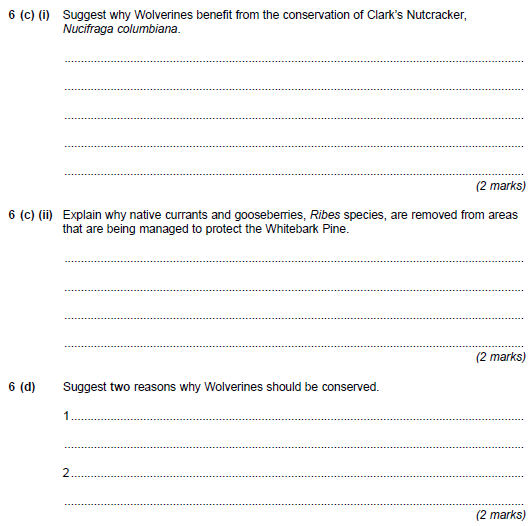 6 (c) (i) Suggest why Wolverines benefit from the conservation of Clark's Nutcracker,
Nucifraga columbiana.
(2 marks)
6 (c) (ii) Explain why native currants and gooseberries, Ribes species, are removed from areas
that are being managed to protect the Whitebark Pine.
(2 marks)
6 (d) Suggest two reasons why Wolverines should be conserved.
1
2
(2 marks)